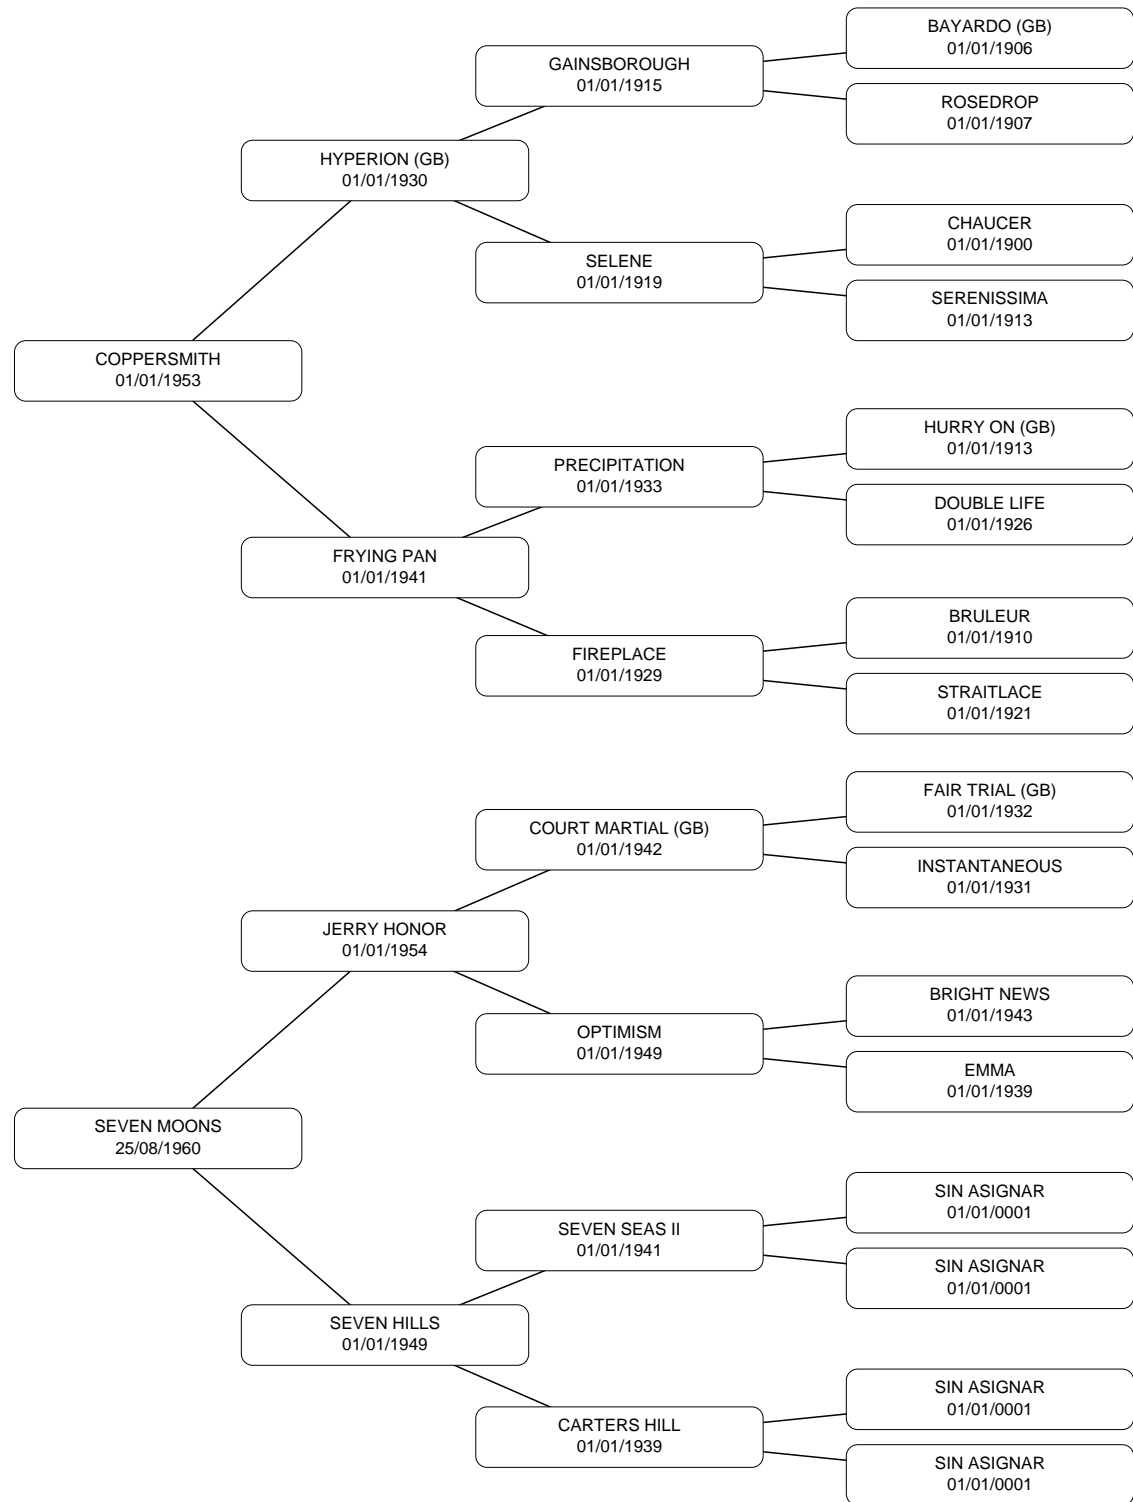 BAYARDO (GB)
01/01/1906
GAINSBOROUGH
01/01/1915
ROSEDROP
01/01/1907
HYPERION (GB)
01/01/1930
CHAUCER
01/01/1900
SELENE
01/01/1919
SERENISSIMA
01/01/1913
COPPERSMITH
01/01/1953
HURRY ON (GB)
01/01/1913
PRECIPITATION
01/01/1933
DOUBLE LIFE
01/01/1926
FRYING PAN
01/01/1941
BRULEUR
01/01/1910
FIREPLACE
01/01/1929
STRAITLACE
01/01/1921
FAIR TRIAL (GB)
01/01/1932
COURT MARTIAL (GB)
01/01/1942
INSTANTANEOUS
01/01/1931
JERRY HONOR
01/01/1954
BRIGHT NEWS
01/01/1943
OPTIMISM
01/01/1949
EMMA
01/01/1939
SEVEN MOONS
25/08/1960
SIN ASIGNAR
01/01/0001
SEVEN SEAS II
01/01/1941
SIN ASIGNAR
01/01/0001
SEVEN HILLS
01/01/1949
SIN ASIGNAR
01/01/0001
CARTERS HILL
01/01/1939
SIN ASIGNAR
01/01/0001